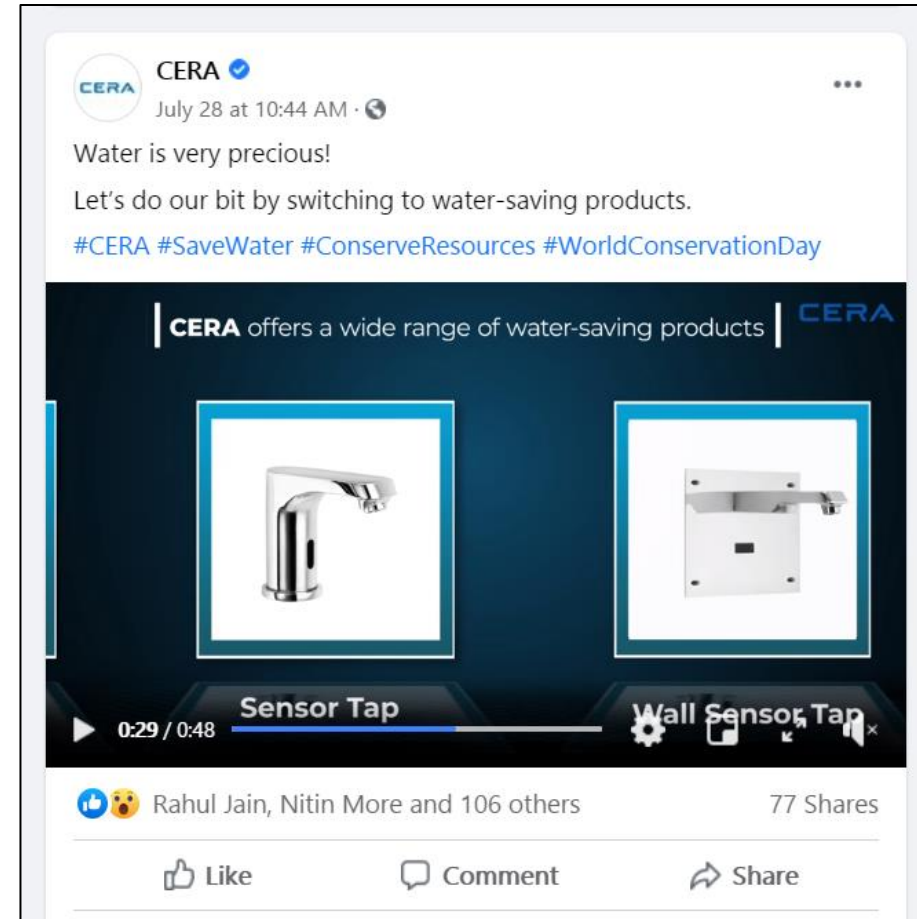 CERA
CERA
July 28 at 10:44 AM
Water is very precious!
Let's do our bit by switching to water-saving products.
#CERA #SaveWater #ConserveResources #WorldConservationDay
CERA offers a wide range of water-saving products
CERA
Sensor Tap
Wall Sensor Tap
0:29 / 0:48
Rahul Jain, Nitin More and 106 others
77 Shares
Like
Comment
Share